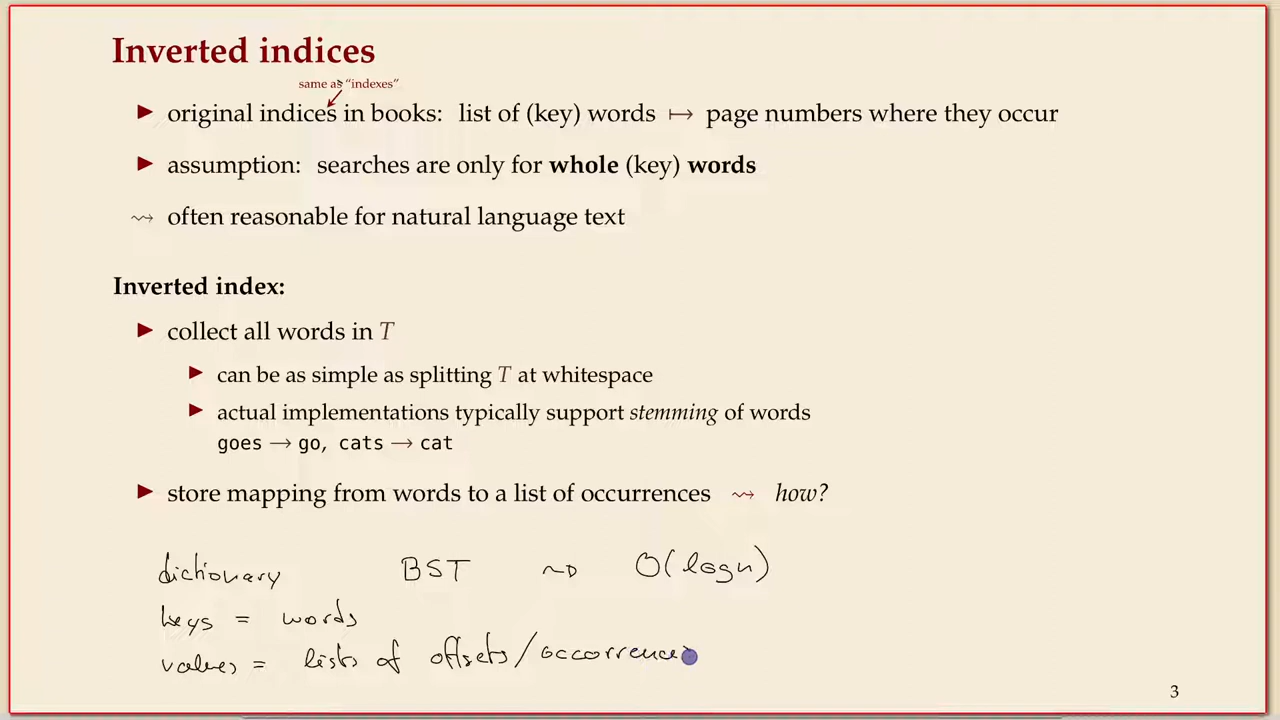 Inverted indices
same as “indexes”
▶ original indices in books: list of (key) words ↦ page numbers where they occur
▶ assumption: searches are only for whole (key) words
⇝ often reasonable for natural language text
Inverted index:
▶ collect all words in T
▶ can be as simple as splitting T at whitespace
▶ actual implementations typically support stemming of words
goes → go, cats → cat
▶ store mapping from words to a list of occurrences ⇝ how?
dictionary BST ⇝ O(log n)
keys = words
values = lists of offsets/occorrences
3